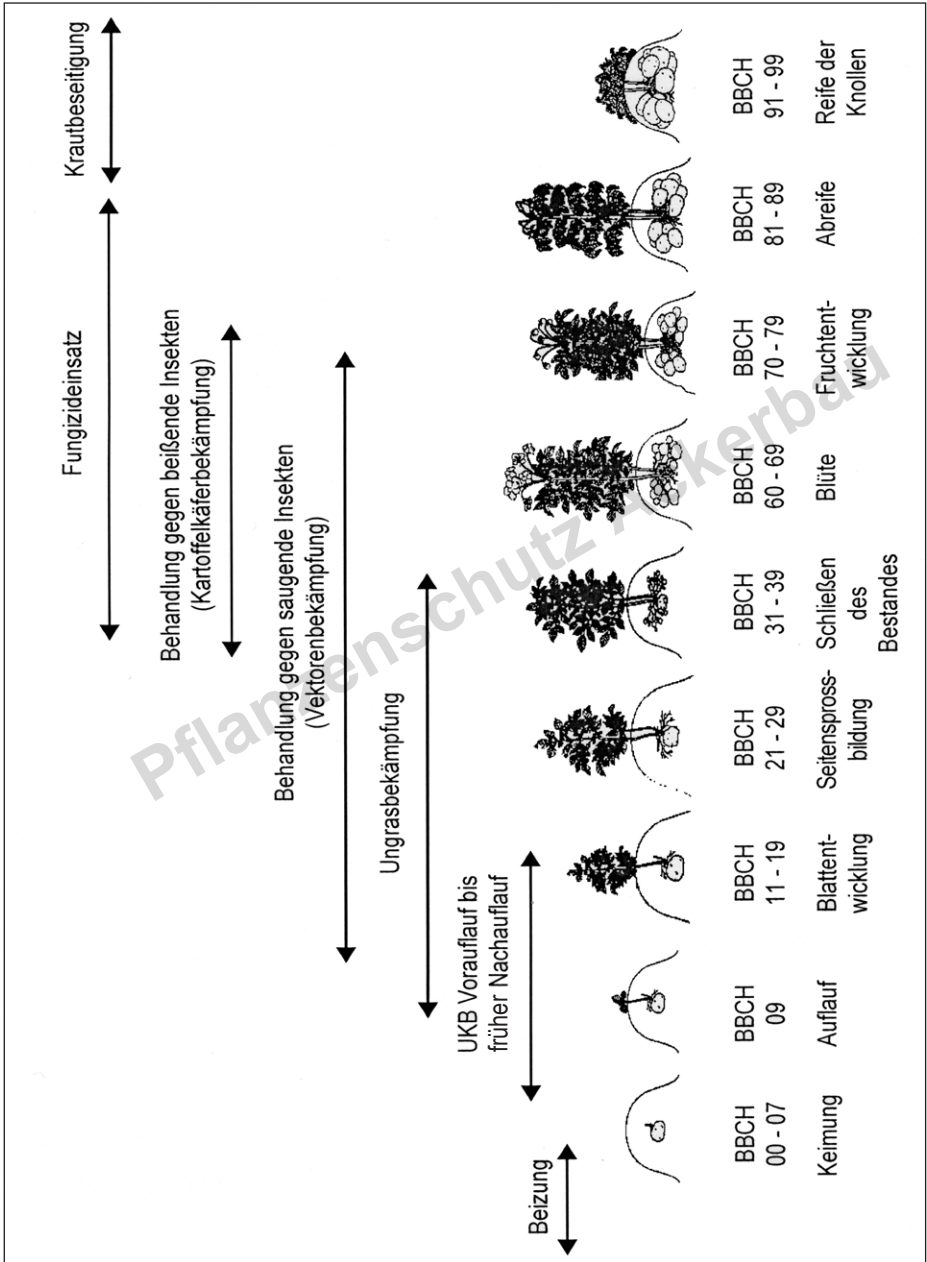 Krautbeseitigung
Fungizideinsatz
Behandlung gegen beißende Insekten
(Kartoffelkäferbekämpfung)
Behandlung gegen saugende Insekten
(Vektorenbekämpfung)
Ungrasbekämpfung
UKB Vorauflauf bis
früher Nachauflauf
Beizung
BBCH
00 - 07
Keimung
BBCH
09
Auflauf
BBCH
11 - 19
Blattent-
wicklung
BBCH
21 - 29
Seitenspross-
bildung
BBCH
31 - 39
Schießen
des
Bestandes
BBCH
60 - 69
Blüte
BBCH
70 - 79
Fruchtent-
wicklung
BBCH
81 - 89
Abreife
BBCH
91 - 99
Reife der
Knollen
Pflanzenschutz Ackerbau